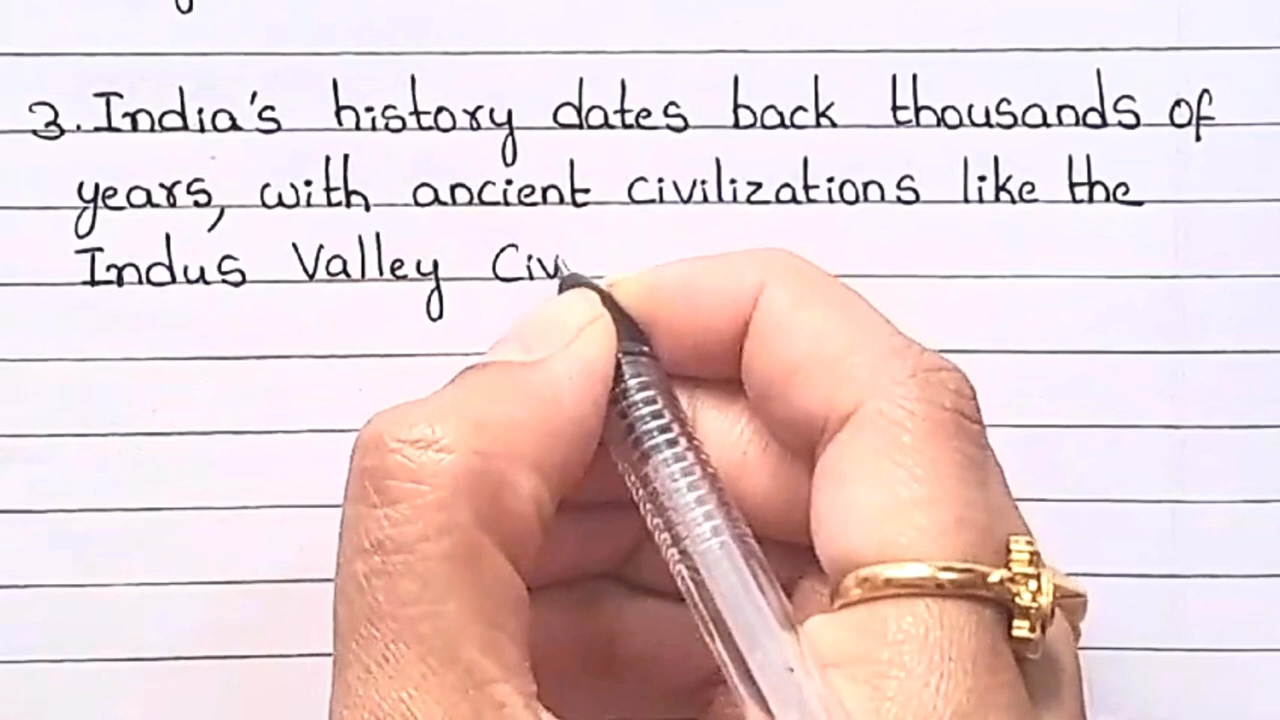 3. India's history dates back thousands of
years, with ancient civilizations like the
Indus Valley Civ